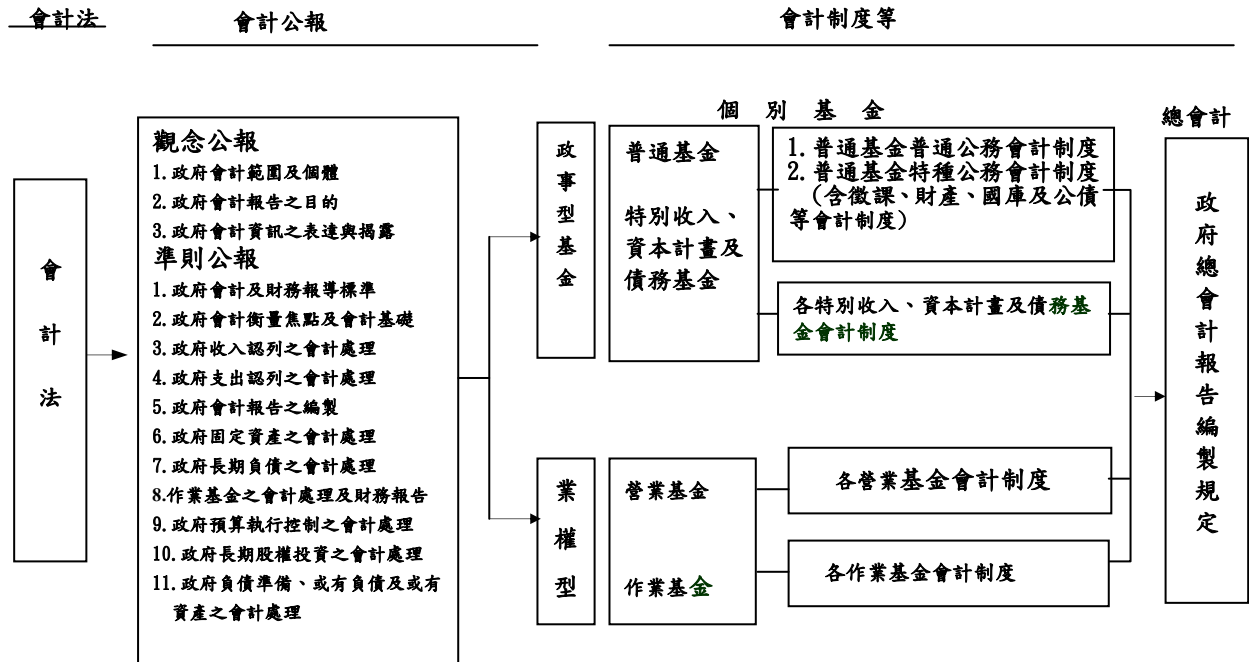 會計法
會計公報
會計制度等
會計法
觀念公報
1.政府會計範圍及個體
2.政府會計報告之目的
3.政府會計資訊之表達與揭露
準則公報
1.政府會計及財務報導標準
2.政府會計衡量焦點及會計基礎
3.政府收入認列之會計處理
4.政府支出認列之會計處理
5.政府會計報告之編製
6.政府固定資產之會計處理
7.政府長期負債之會計處理
8.作業基金之會計處理及財務報告
9.政府預算執行控制之會計處理
10.政府長期股權投資之會計處理
11.政府負債準備、或有負債及或有
資產之會計處理
政事型基金
業權型
個別基金
普通基金
特別收入、
資本計畫及
債務基金
1.普通基金普通公務會計制度
2.普通基金特種公務會計制度
(含徵課、財產、國庫及公債
等會計制度)
各特別收入、資本計畫及債務基
金會計制度
營業基金
作業基金
各營業基金會計制度
各作業基金會計制度
總會計
政府總會計報告編製規定